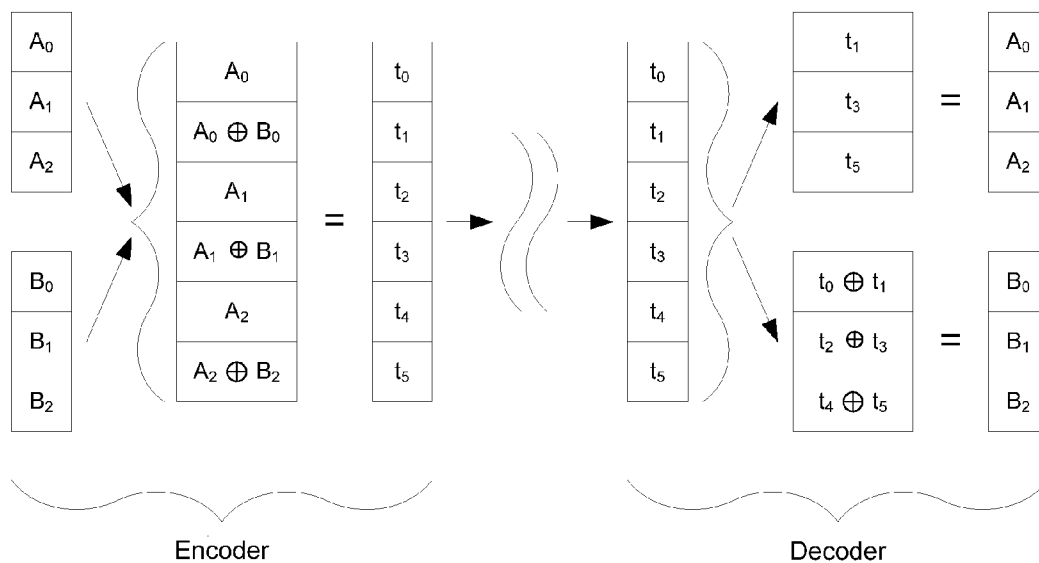 A₀
A₁
A₂
B₀
B₁
B₂
A₀
A₀ ⊕ B₀
A₁
A₁ ⊕ B₁
A₂
A₂ ⊕ B₂
=
t₀
t₁
t₂
t₃
t₄
t₅
t₀
t₁
t₂
t₃
t₄
t₅
t₁
t₃
t₅
=
A₀
A₁
A₂
t₀ ⊕ t₁
t₂ ⊕ t₃
t₄ ⊕ t₅
=
B₀
B₁
B₂
Encoder
Decoder